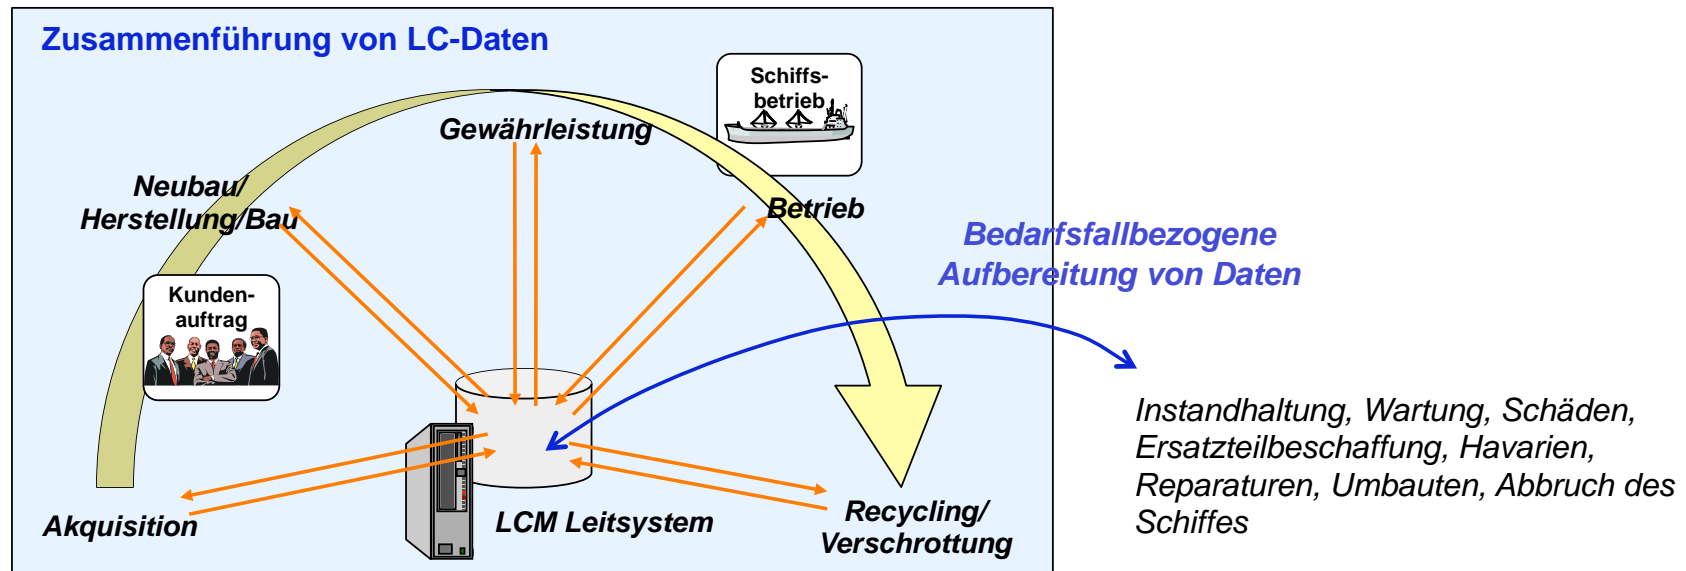 Zusammenführung von LC-Daten
Schiffs-
betrieb
Gewährleistung
Neubau/
Herstellung/Bau
Betrieb
Bedarfsfallbezogene
Aufbereitung von Daten
Kunden-
auftrag
Instandhaltung, Wartung, Schäden,
Ersatzteilbeschaffung, Havarien,
Reparaturen, Umbauten, Abbruch des
Schiffes
Akquisition
LCM Leitsystem
Recycling/
Verschrottung